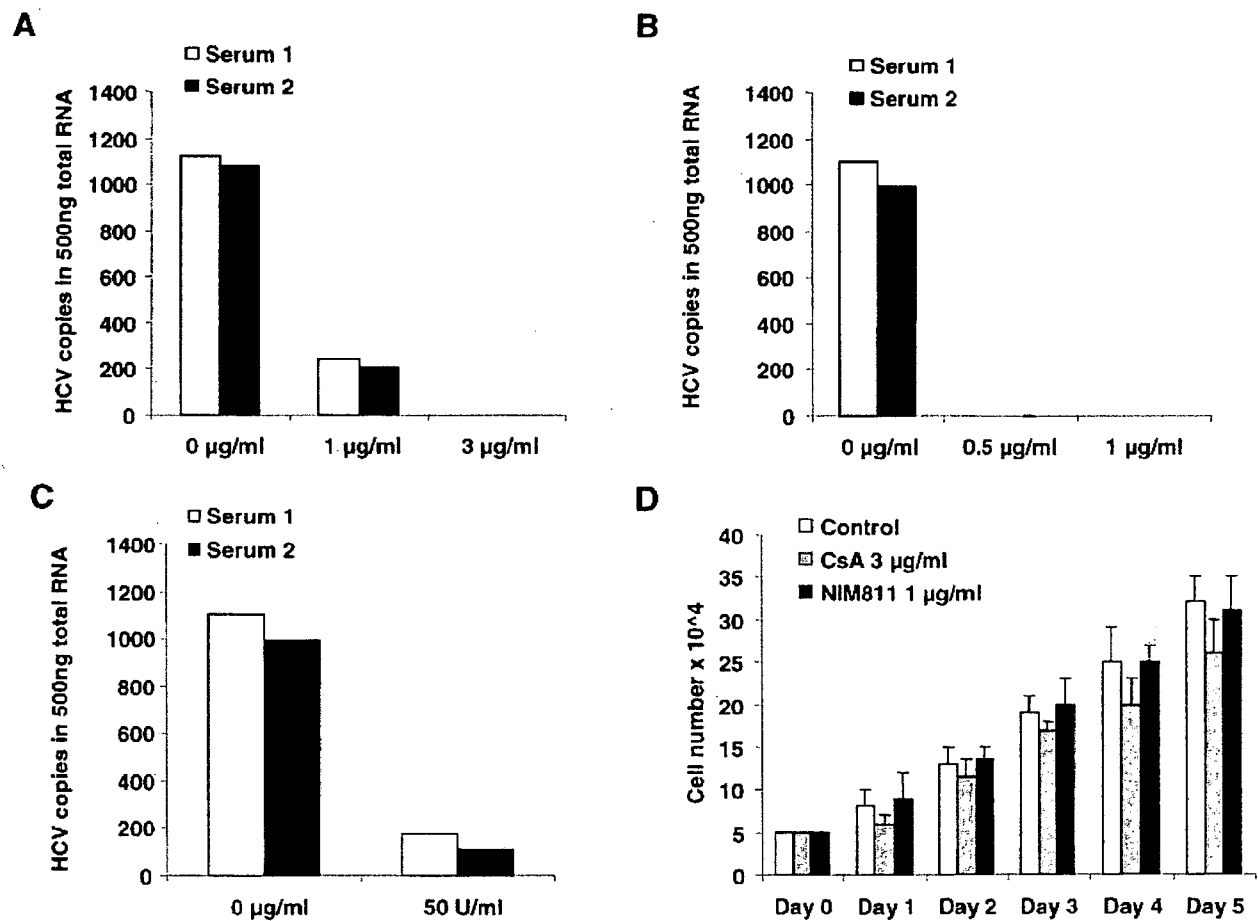 A
Serum 1
Serum 2
HCV copies in 500ng total RNA
1400
1200
1000
800
600
400
200
0
0 µg/ml 1 µg/ml 3 µg/ml
B
Serum 1
Serum 2
HCV copies in 500ng total RNA
1400
1200
1000
800
600
400
200
0
0 µg/ml 0.5 µg/ml 1 µg/ml
C
Serum 1
Serum 2
HCV copies in 500ng total RNA
1400
1200
1000
800
600
400
200
0
0 µg/ml 50 U/ml
D
Control
CsA 3 µg/ml
NIM811 1 µg/ml
Cell number x 10^4
40
35
30
25
20
15
10
5
Day 0 Day 1 Day 2 Day 3 Day 4 Day 5